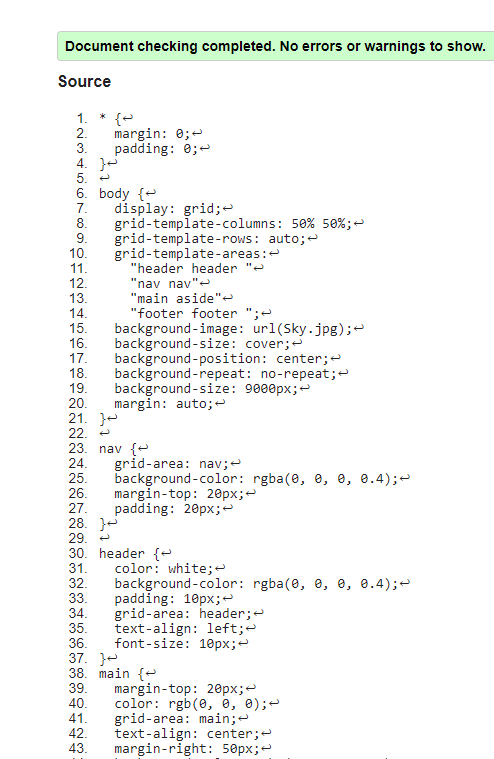 Document checking completed. No errors or warnings to show.
Source
1. * {↩
2. margin: 0;↩
3. padding: 0;↩
4. }↩
5. ↩
6. body {↩
7. display: grid;↩
8. grid-template-columns: 50% 50%;↩
9. grid-template-rows: auto;↩
10. grid-template-areas:↩
11. "header header "↩
12. "nav nav"↩
13. "main aside"↩
14. "footer footer ";↩
15. background-image: url(Sky.jpg);↩
16. background-size: cover;↩
17. background-position: center;↩
18. background-repeat: no-repeat;↩
19. background-size: 9000px;↩
20. margin: auto;↩
21. }↩
22. ↩
23. nav {↩
24. grid-area: nav;↩
25. background-color: rgba(0, 0, 0, 0.4);↩
26. margin-top: 20px;↩
27. padding: 20px;↩
28. }↩
29. ↩
30. header {↩
31. color: white;↩
32. background-color: rgba(0, 0, 0, 0.4);↩
33. padding: 10px;↩
34. grid-area: header;↩
35. text-align: left;↩
36. font-size: 10px;↩
37. }↩
38. main {↩
39. margin-top: 20px;↩
40. color: rgb(0, 0, 0);↩
41. grid-area: main;↩
42. text-align: center;↩
43. margin-right: 50px;↩